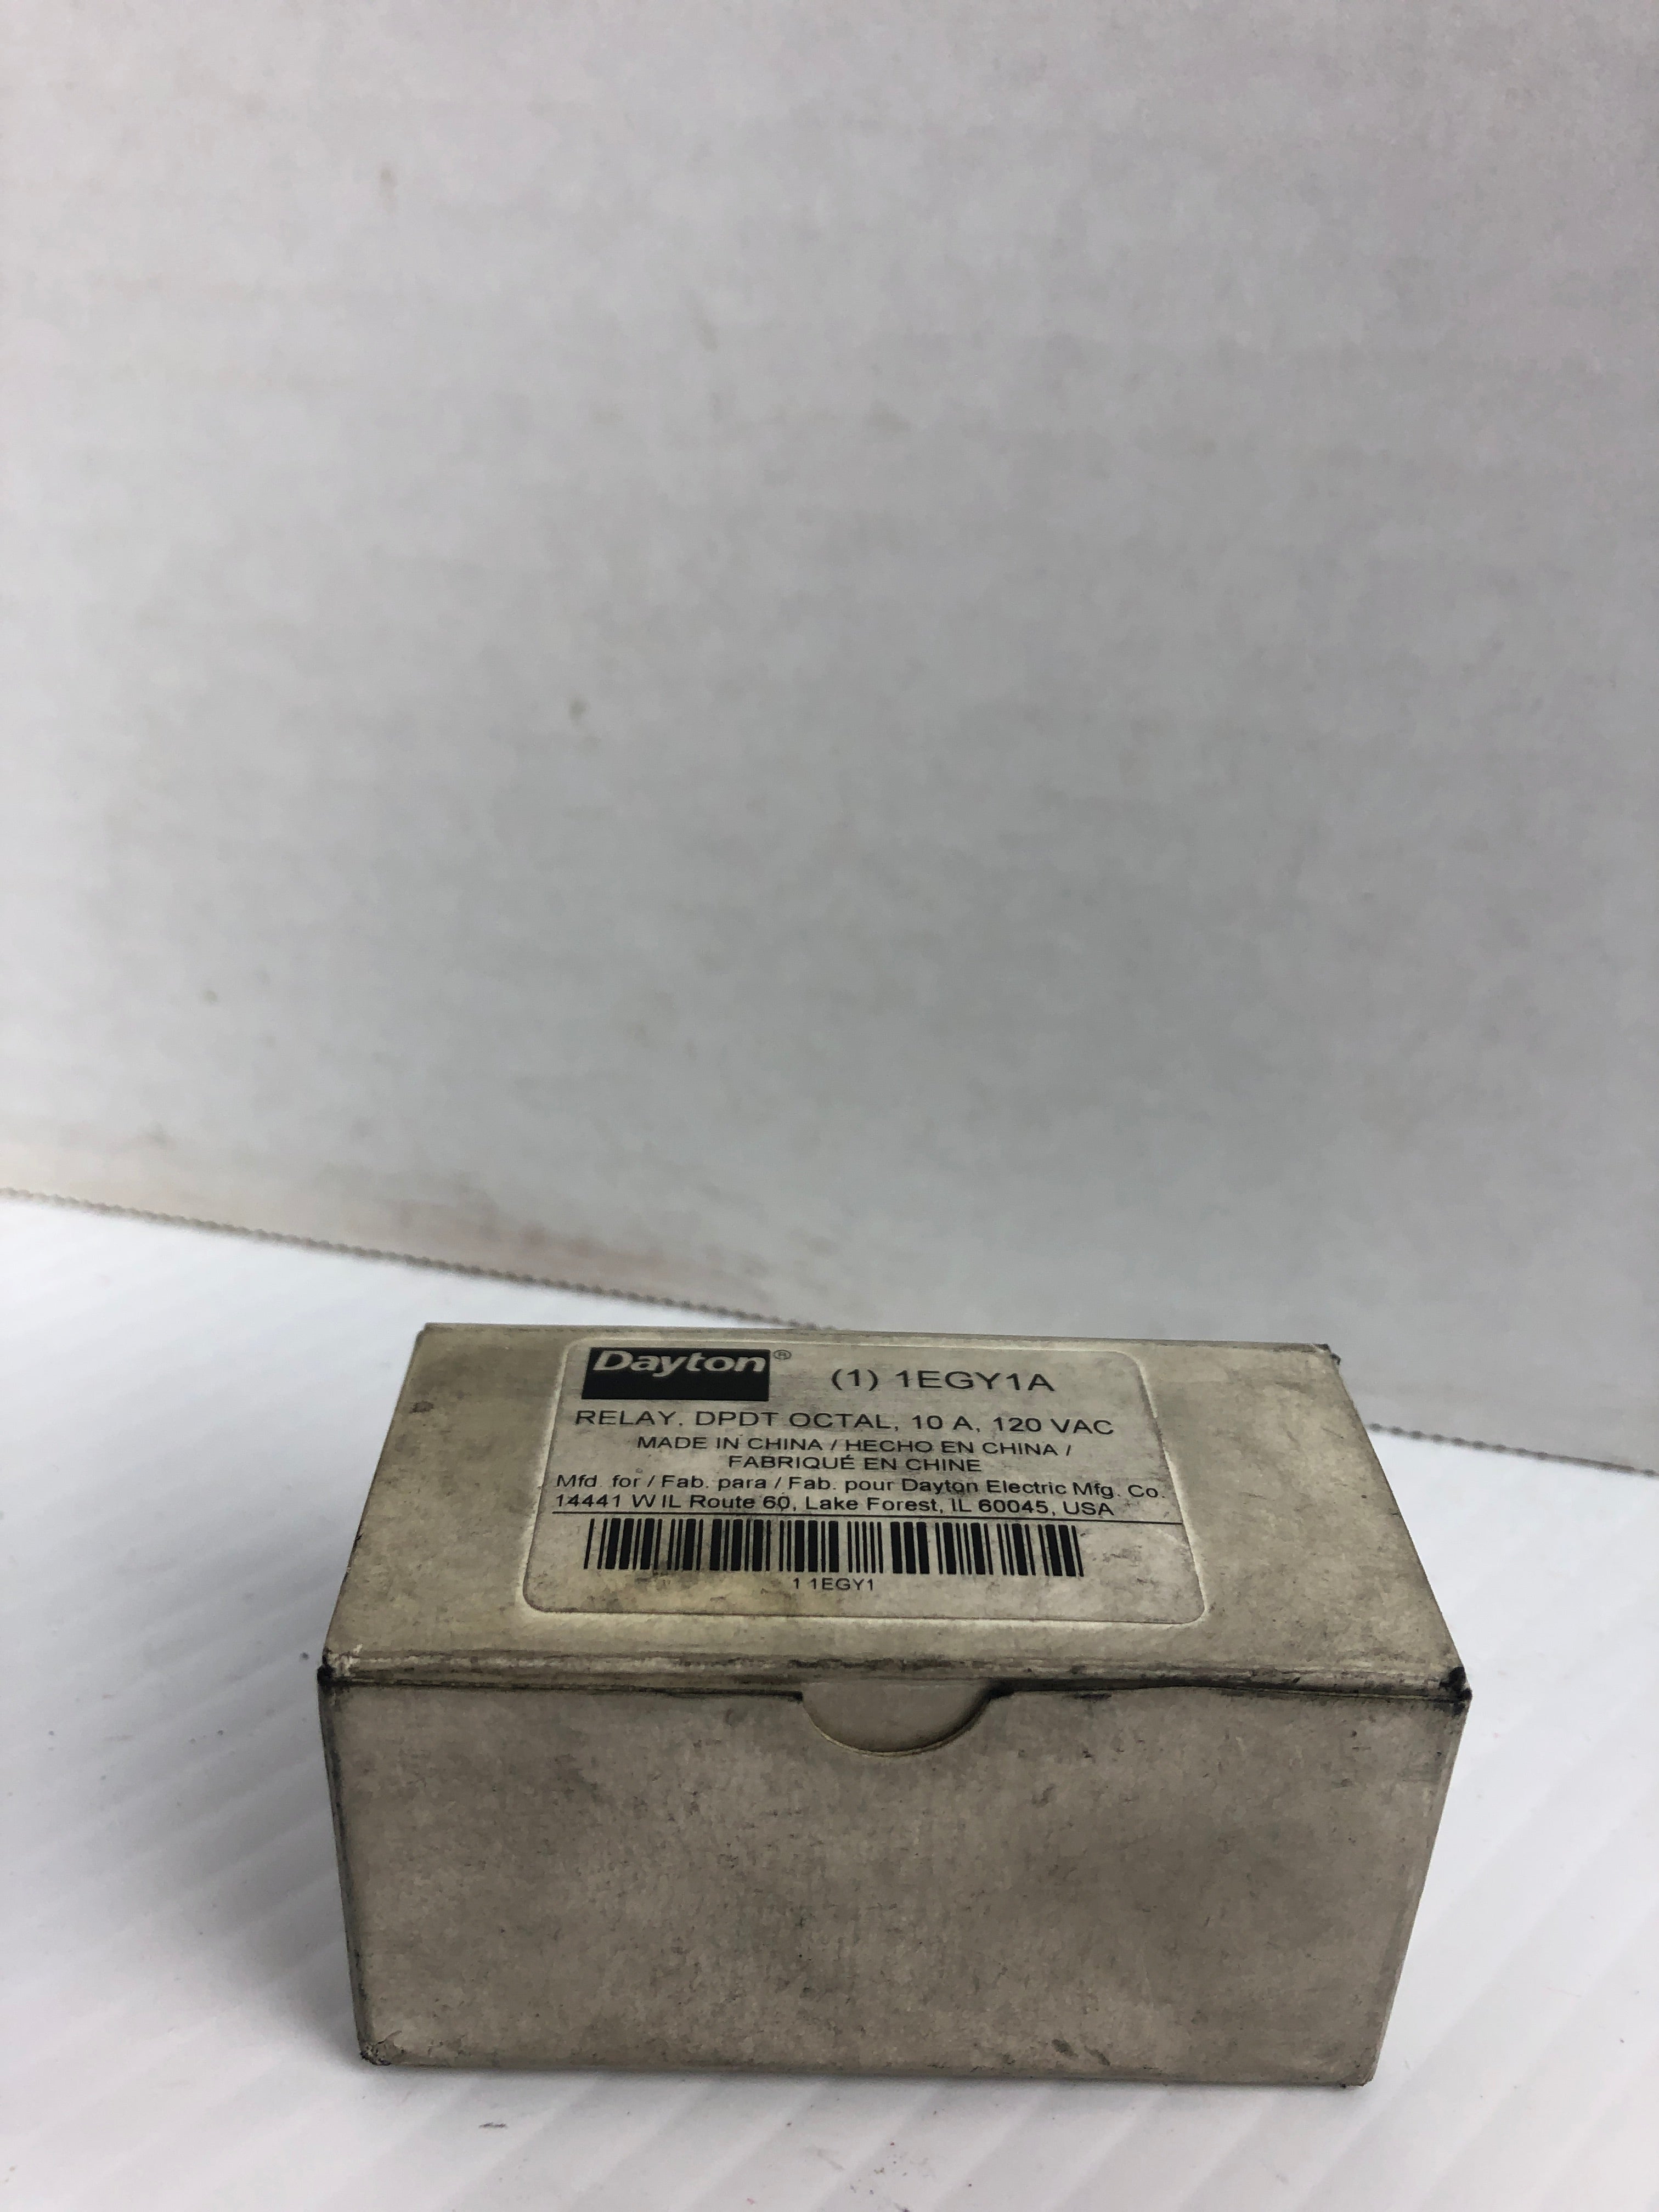 Dayton® (1) 1EGY1A
RELAY, DPDT OCTAL, 10 A, 120 VAC
MADE IN CHINA / HECHO EN CHINA /
FABRIQUÉ EN CHINE
Mfd. for / Fab. para / Fab. pour Dayton Electric Mfg. Co.
14441 W IL Route 60, Lake Forest, IL 60045, USA
1 1EGY1